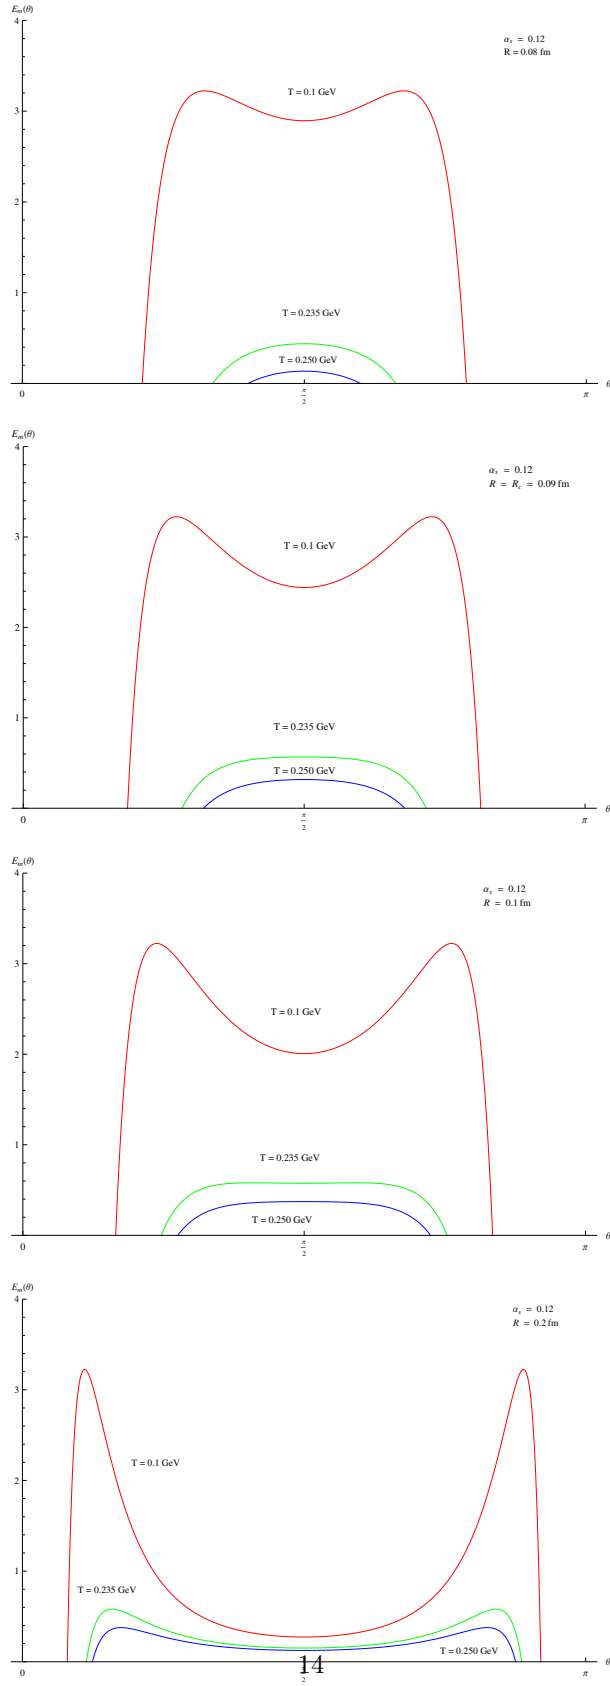 E_m(θ)
4
α_s = 0.12
R = 0.08 fm
T = 0.1 GeV
3
2
1
T = 0.235 GeV
T = 0.250 GeV
0
π/2
π
θ
E_m(θ)
4
α_s = 0.12
R = R_c = 0.09 fm
T = 0.1 GeV
3
2
1
T = 0.235 GeV
T = 0.250 GeV
0
π/2
π
θ
E_m(θ)
4
α_s = 0.12
R = 0.1 fm
3
T = 0.1 GeV
2
1
T = 0.235 GeV
T = 0.250 GeV
0
π/2
π
θ
E_m(θ)
4
α_s = 0.12
R = 0.2 fm
3
T = 0.1 GeV
2
1
T = 0.235 GeV
T = 0.250 GeV
0
14
π
θ